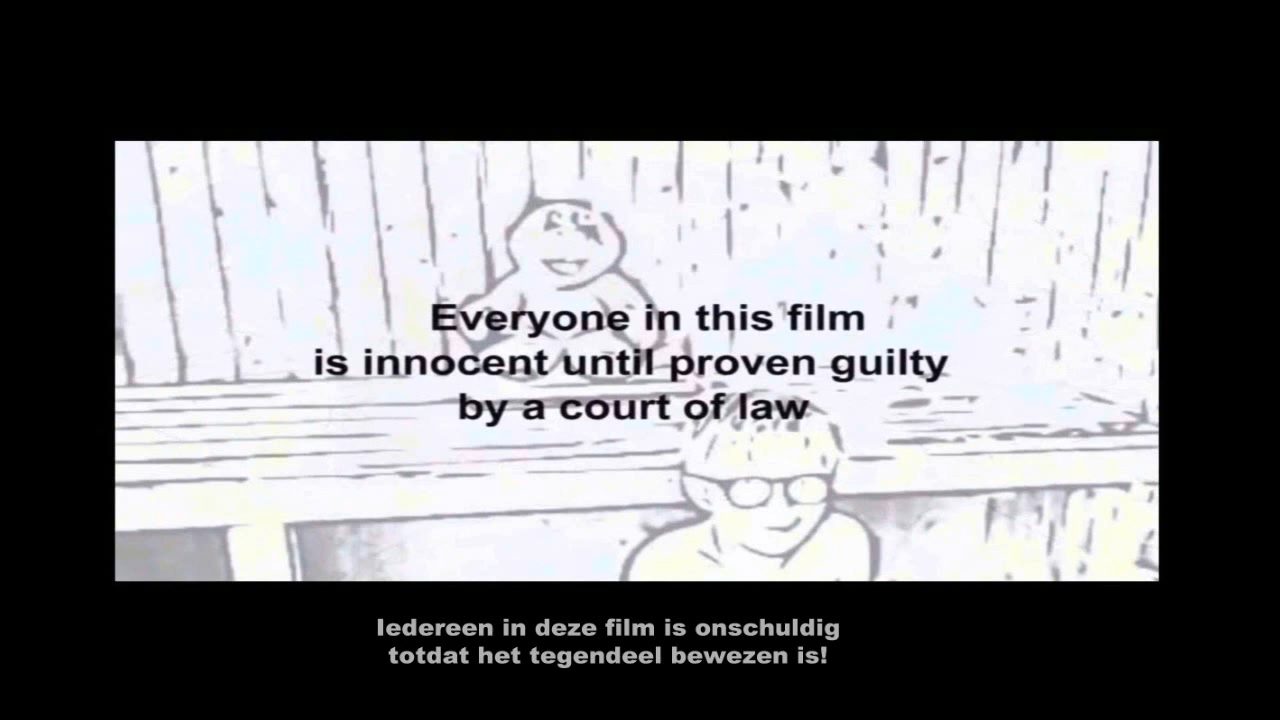 Everyone in this film
is innocent until proven guilty
by a court of law
Iedereen in deze film is onschuldig
totdat het tegendeel bewezen is!